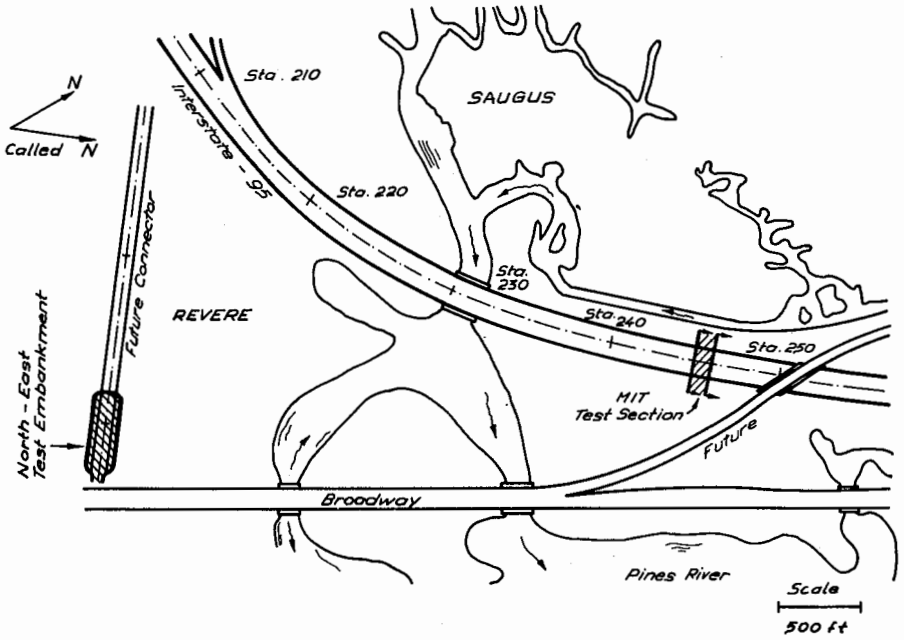 Sta. 210
N
Called N
SAUGUS
Interstate - 95
Sta. 220
Future Connector
Sta.
230
REVERE
Sta.
240
Sta. 250
MIT
Test Section
North - East
Test Embankment
Future
Broadway
Pines River
Scale
500 ft